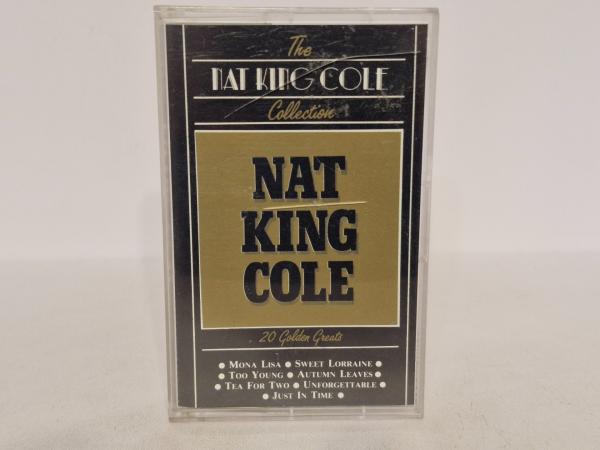 The
NAT KING COLE
Collection
NAT
KING
COLE
20 Golden Greats
• MONA LISA • SWEET LORRAINE •
• TOO YOUNG • AUTUMN LEAVES •
• TEA FOR TWO • UNFORGETTABLE •
• JUST IN TIME •